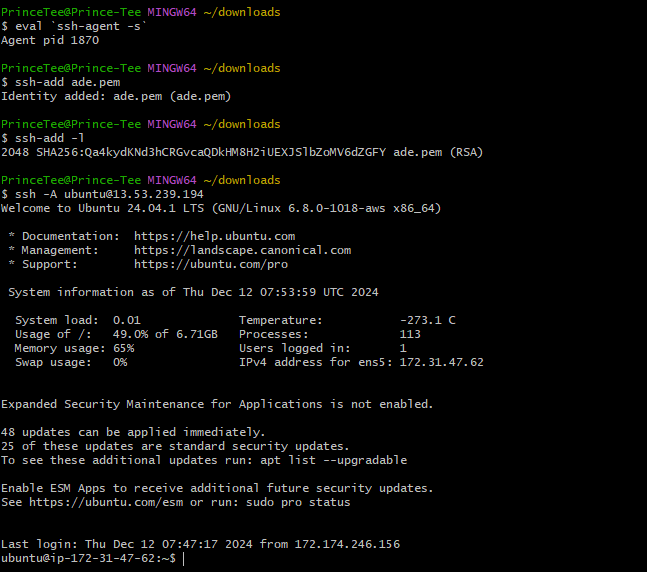 PrinceTee@Prince-Tee MINGW64 ~/downloads
$ eval `ssh-agent -s`
Agent pid 1870
PrinceTee@Prince-Tee MINGW64 ~/downloads
$ ssh-add ade.pem
Identity added: ade.pem (ade.pem)
PrinceTee@Prince-Tee MINGW64 ~/downloads
$ ssh-add -l
2048 SHA256:Qa4kydKNd3hCRGvcaQDkHM8H2iUEXJSlbZoMV6dZGFY ade.pem (RSA)
PrinceTee@Prince-Tee MINGW64 ~/downloads
$ ssh -A ubuntu@13.53.239.194
Welcome to Ubuntu 24.04.1 LTS (GNU/Linux 6.8.0-1018-aws x86_64)
* Documentation:  https://help.ubuntu.com
* Management:     https://landscape.canonical.com
* Support:        https://ubuntu.com/pro
System information as of Thu Dec 12 07:53:59 UTC 2024
System load:  0.01              Temperature:           -273.1 C
Usage of /:   49.0% of 6.71GB   Processes:             113
Memory usage: 65%               Users logged in:       1
Swap usage:   0%                IPv4 address for ens5: 172.31.47.62
Expanded Security Maintenance for Applications is not enabled.
48 updates can be applied immediately.
25 of these updates are standard security updates.
To see these additional updates run: apt list --upgradable
Enable ESM Apps to receive additional future security updates.
See https://ubuntu.com/esm or run: sudo pro status
Last login: Thu Dec 12 07:47:17 2024 from 172.174.246.156
ubuntu@ip-172-31-47-62:~$